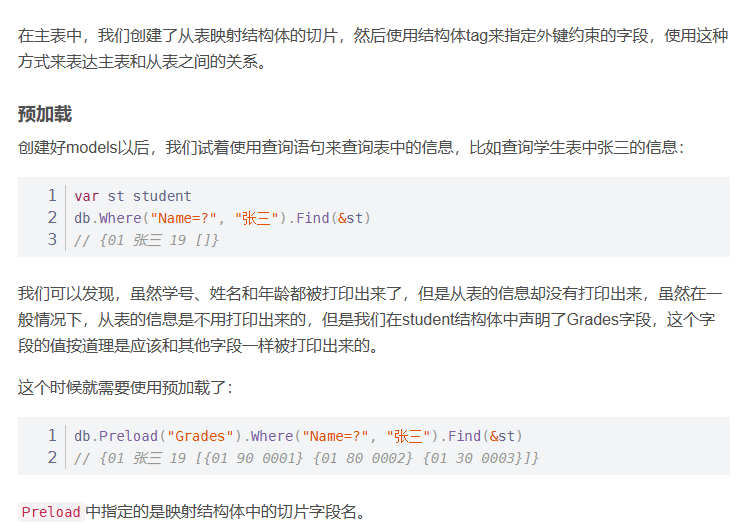 在主表中，我们创建了从表映射结构体的切片，然后使用结构体tag来指定外键约束的字段，使用这种
方式来表达主表和从表之间的关系。
预加载
创建好models以后，我们试着使用查询语句来查询表中的信息，比如查询学生表中张三的信息：
1 var st student
2 db.Where("Name=?", "张三").Find(&st)
3 // {01 张三 19 []}
我们可以发现，虽然学号、姓名和年龄都被打印出来了，但是从表的信息却没有打印出来，虽然在一
般情况下，从表的信息是不用打印出来的，但是我们在student结构体中声明了Grades字段，这个字
段的值按道理是应该和其他字段一样被打印出来的。
这个时候就需要使用预加载了：
1 db.Preload("Grades").Where("Name=?", "张三").Find(&st)
2 // {01 张三 19 [{01 90 0001} {01 80 0002} {01 30 0003}]}
Preload中指定的是映射结构体中的切片字段名。